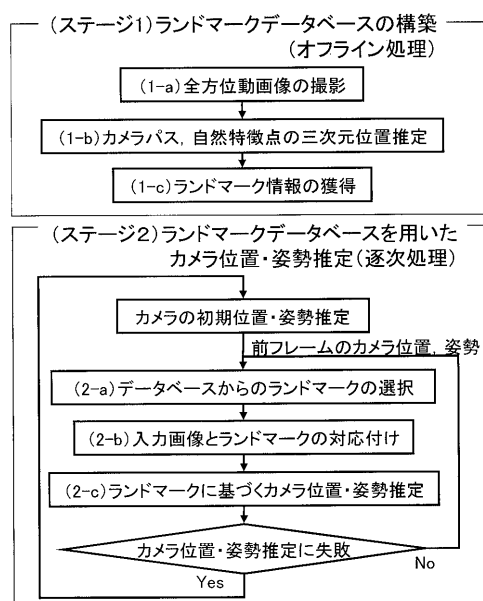 (ステージ1)ランドマークデータベースの構築
(オフライン処理)
(1-a)全方位動画像の撮影
(1-b)カメラパス, 自然特徴点の三次元位置推定
(1-c)ランドマーク情報の獲得
(ステージ2)ランドマークデータベースを用いた
カメラ位置・姿勢推定(逐次処理)
カメラの初期位置・姿勢推定
前フレームのカメラ位置, 姿勢
(2-a)データベースからのランドマークの選択
(2-b)入力画像とランドマークの対応付け
(2-c)ランドマークに基づくカメラ位置・姿勢推定
カメラ位置・姿勢推定に失敗
No
Yes